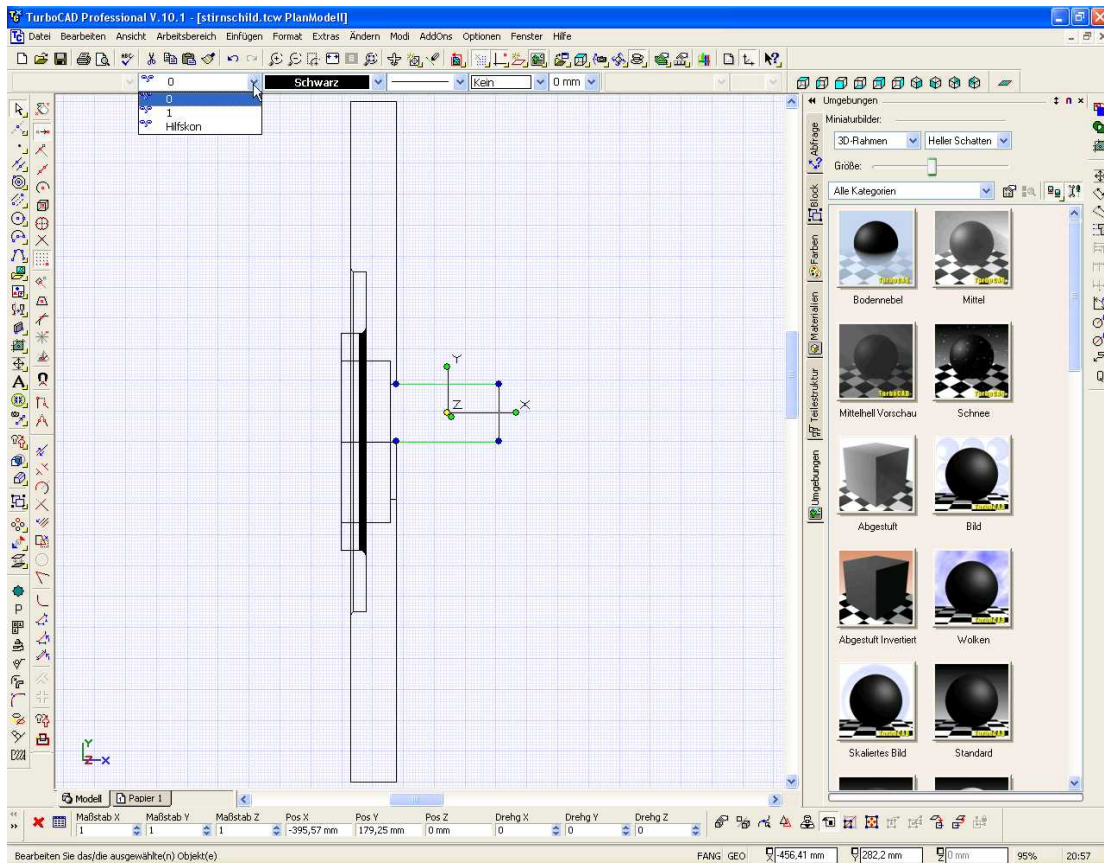 TurboCAD Professional V.10.1 - [stirnschild.tcw PlanModell]
Datei Bearbeiten Ansicht Arbeitsbereich Einfügen Format Extras Ändern Modi AddOns Optionen Fenster Hilfe
0 Schwarz Kein 0 mm
0
1
Hilfskon
Umgebungen
Miniaturbilder:
3D-Rahmen Heller Schatten
Größe:
Alle Kategorien
Abfrage
Block
Farben
Materialien
Teilestruktur
Umgebungen
Bodennebel Mittel
Mittelhell Vorschau Schnee
Abgestuft Bild
Abgestuft Invertiert Wolken
Skaliertes Bild Standard
Y
Z X
Y
Z X
Modell Papier 1
Maßstab X Maßstab Y Maßstab Z Pos X Pos Y Pos Z Drehg X Drehg Y Drehg Z
1 1 1 -395,57 mm 179,25 mm 0 mm 0 0 0
Bearbeiten Sie das/die ausgewählte(n) Objekt(e) FANG GEO -456,41 mm 282,2 mm 0 mm 95% 20:57